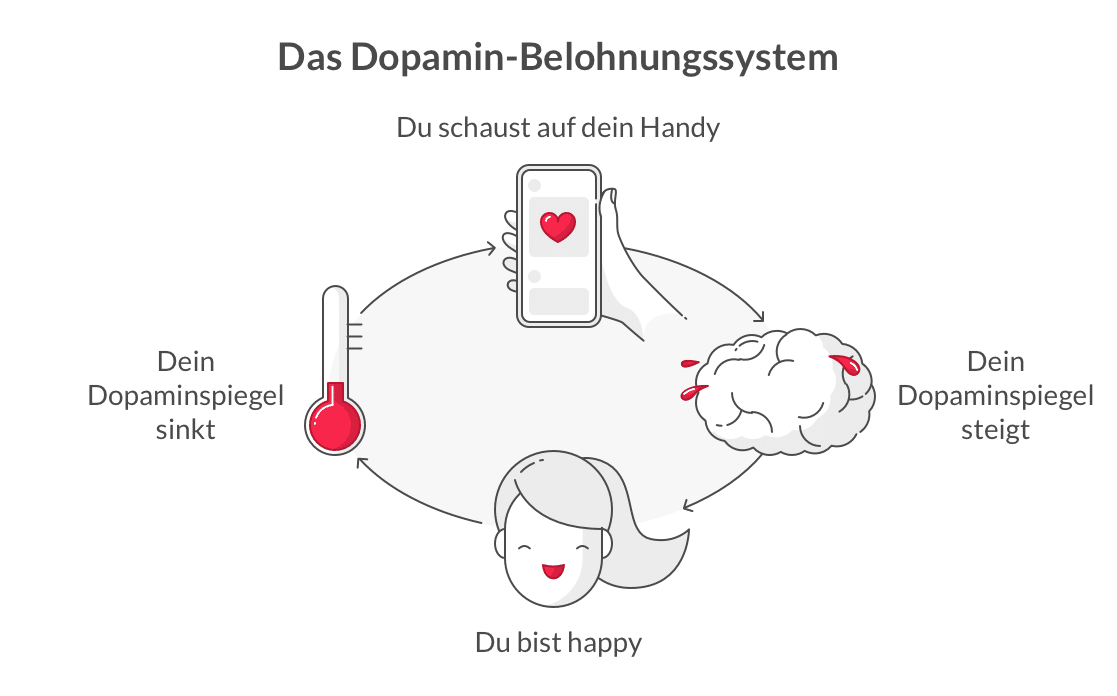 Das Dopamin-Belohnungssystem
Du schaust auf dein Handy
Dein
Dopaminspiegel
steigt
Du bist happy
Dein
Dopaminspiegel
sinkt